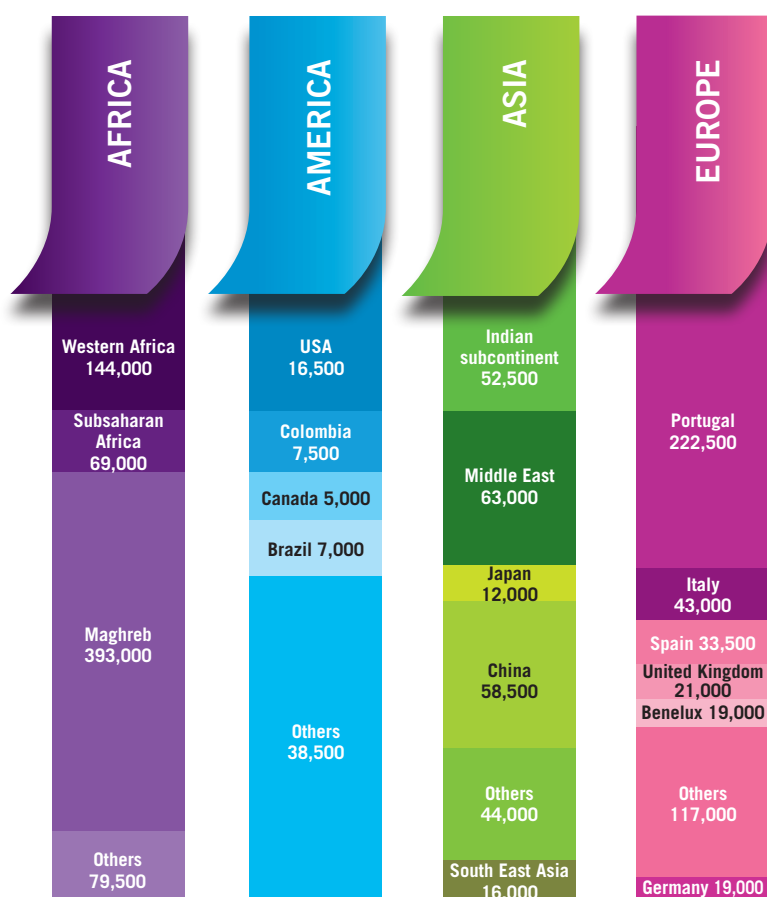 AFRICA
Western Africa
144,000
Subsaharan
Africa
69,000
Maghreb
393,000
Others
79,500
AMERICA
USA
16,500
Colombia
7,500
Canada 5,000
Brazil 7,000
Others
38,500
ASIA
Indian
subcontinent
52,500
Middle East
63,000
Japan
12,000
China
58,500
Others
44,000
South East Asia
16,000
EUROPE
Portugal
222,500
Italy
43,000
Spain 33,500
United Kingdom
21,000
Benelux 19,000
Others
117,000
Germany 19,000